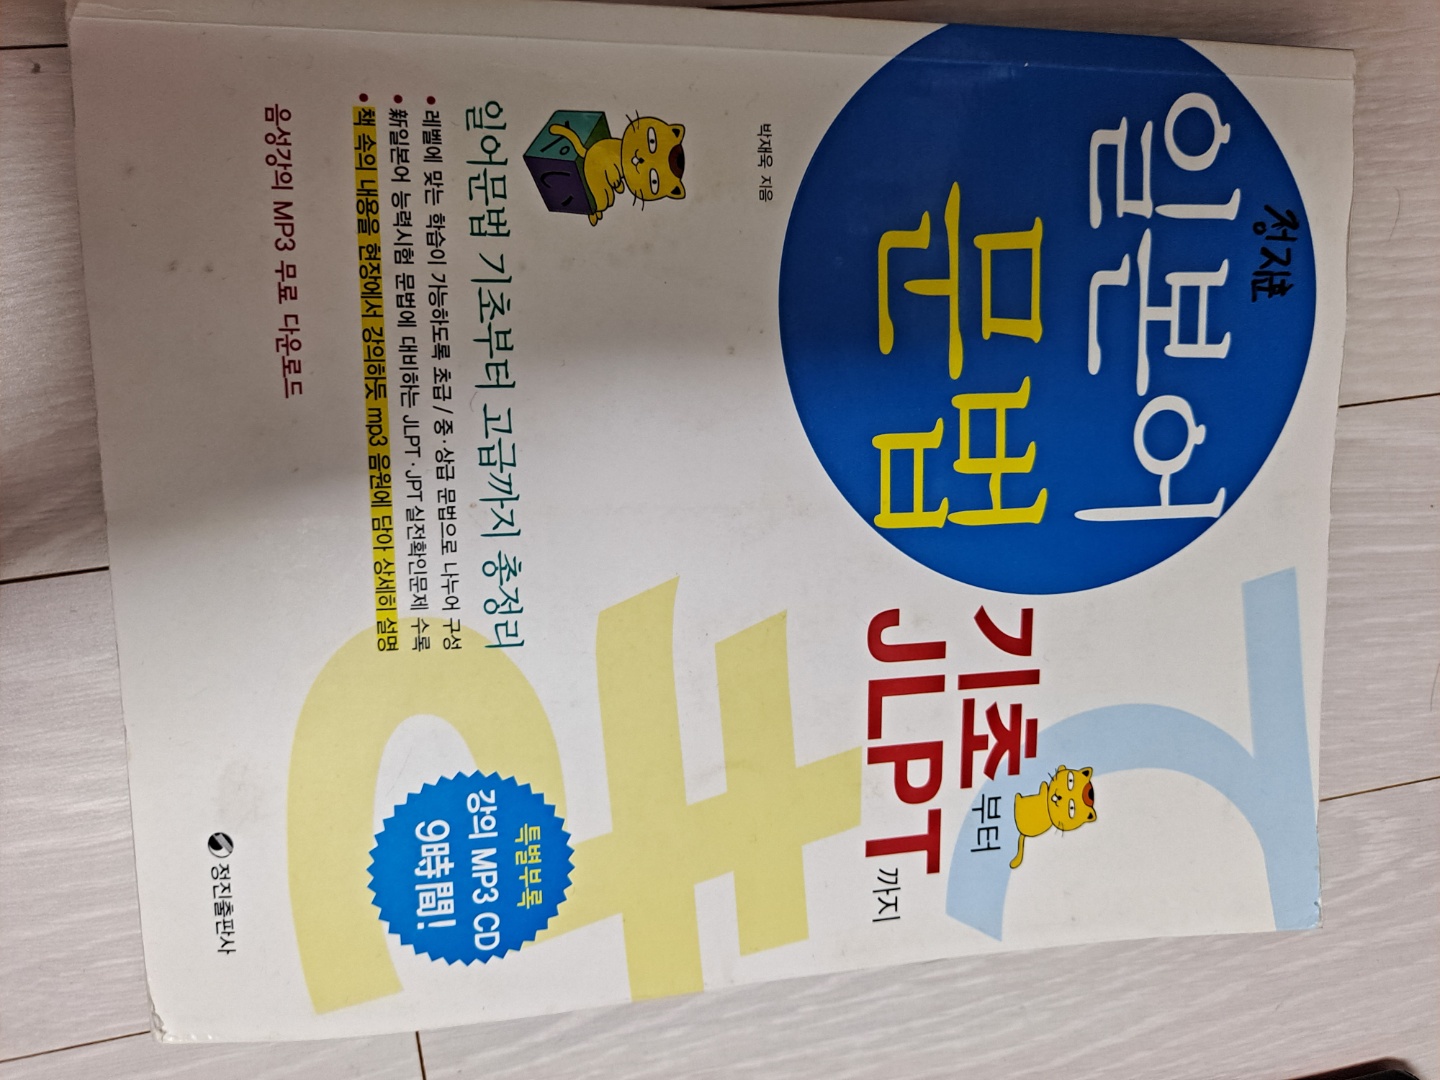 일본어
문법
기초부터
JLPT까지
박재욱 지음
특별부록
강의 MP3 CD
9時間!
일어문법 기초부터 고급까지 총정리
• 레벨에 맞는 학습이 가능하도록 초급 / 중·상급 문법으로 나누어 구성
• 新일본어 능력시험 문법에 대비하는 JLPT·JPT 실전확인문제 수록
• 책 속의 내용을 현장에서 강의하듯 mp3 음원에 담아 상세히 설명
음성강의 MP3 무료 다운로드
정진출판사